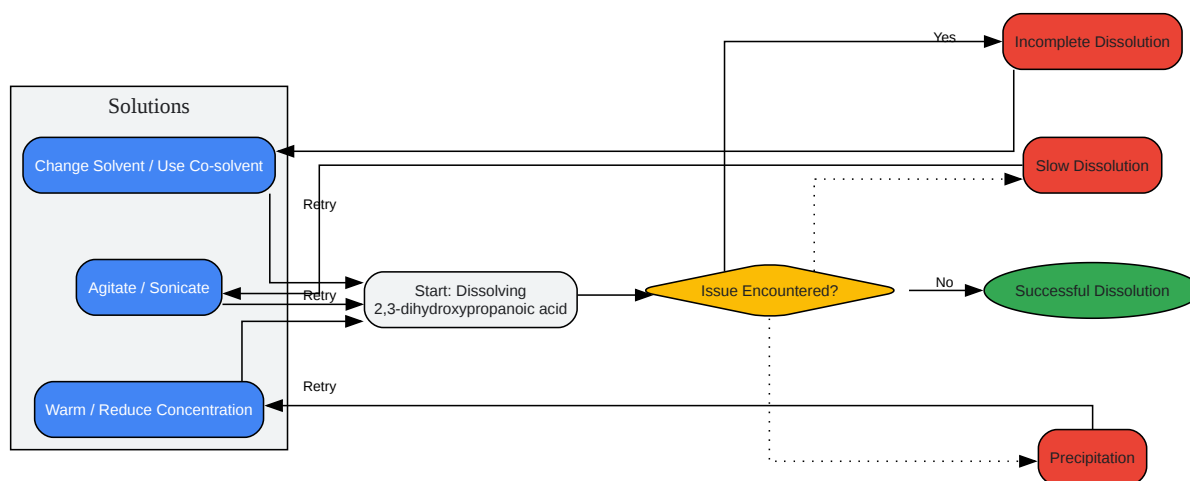 Yes
Incomplete Dissolution
Solutions
Change Solvent / Use Co-solvent
Slow Dissolution
Retry
Agitate / Sonicate
Retry
Start: Dissolving
2,3-dihydroxypropanoic acid
Issue Encountered?
No
Successful Dissolution
Retry
Warm / Reduce Concentration
Precipitation